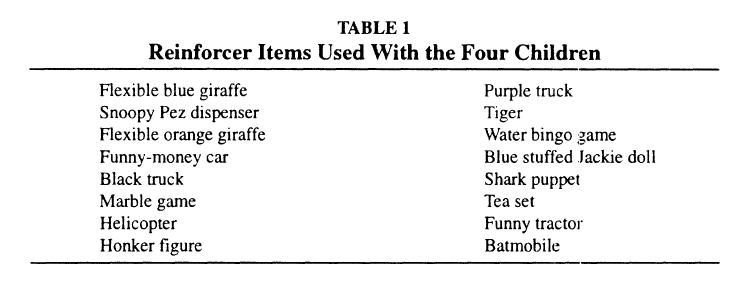 TABLE 1
Reinforcer Items Used With the Four Children
Flexible blue giraffe
Snoopy Pez dispenser
Flexible orange giraffe
Funny-money car
Black truck
Marble game
Helicopter
Honker figure
Purple truck
Tiger
Water bingo game
Blue stuffed Jackie doll
Shark puppet
Tea set
Funny tractor
Batmobile